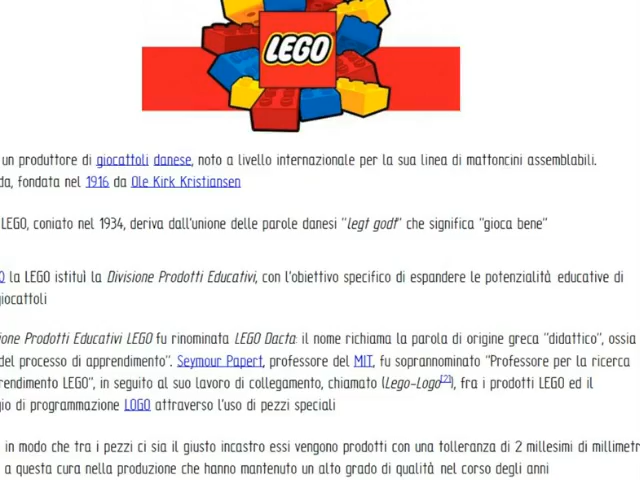 LEGO
un produttore di giocattoli danese, noto a livello internazionale per la sua linea di mattoncini assemblabili.
da, fondata nel 1916 da Ole Kirk Kristiansen
LEGO, coniato nel 1934, deriva dall'unione delle parole danesi "legt godt" che significa "gioca bene"
0 la LEGO istituì la Divisione Prodotti Educativi, con l'obiettivo specifico di espandere le potenzialità educative di
giocattoli
ione Prodotti Educativi LEGO fu rinominata LEGO Dacta: il nome richiama la parola di origine greca "didattico", ossia
del processo di apprendimento". Seymour Papert, professore del MIT, fu soprannominato "Professore per la ricerca
rendimento LEGO", in seguito al suo lavoro di collegamento, chiamato (Lego-Logo[2]), fra i prodotti LEGO ed il
gio di programmazione LOGO attraverso l'uso di pezzi speciali
in modo che tra i pezzi ci sia il giusto incastro essi vengono prodotti con una tolleranza di 2 millesimi di millimetr
a questa cura nella produzione che hanno mantenuto un alto grado di qualità nel corso degli anni